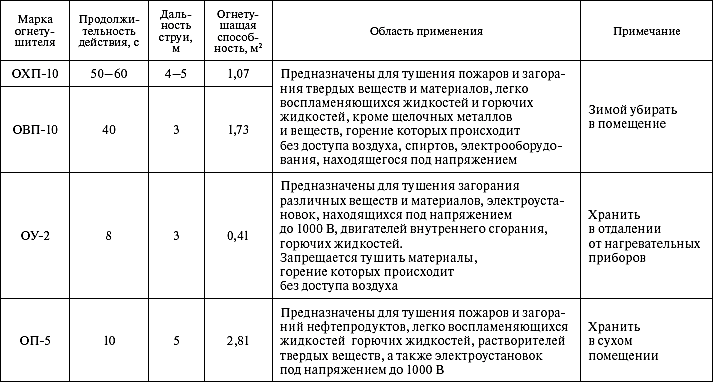 Марка
огнету-
шителя
Продолжи-
тельность
действия, с
Даль-
ность
струи,
м
Огнету-
шащая
способ-
ность, м²
Область применения
Примечание
ОХП-10
50—60
4—5
1,07
Предназначены для тушения пожаров и загора-
ния твердых веществ и материалов, легко
воспламеняющихся жидкостей и горючих
жидкостей, кроме щелочных металлов
и веществ, горение которых происходит
без доступа воздуха, спиртов, электрооборудо-
вания, находящегося под напряжением
Зимой убирать
в помещение
ОВП-10
40
3
1,73
ОУ-2
8
3
0,41
Предназначены для тушения загорания
различных веществ и материалов, электроуста-
новок, находящихся под напряжением
до 1000 В, двигателей внутреннего сгорания,
горючих жидкостей.
Запрещается тушить материалы,
горение которых происходит
без доступа воздуха
Хранить
в отдалении
от нагревательных
приборов
ОП-5
10
5
2,81
Предназначены для тушения пожаров и загора-
ний нефтепродуктов, легко воспламеняющихся
жидкостей горючих жидкостей, растворителей
твердых веществ, а также электроустановок
под напряжением до 1000 В
Хранить
в сухом
помещении